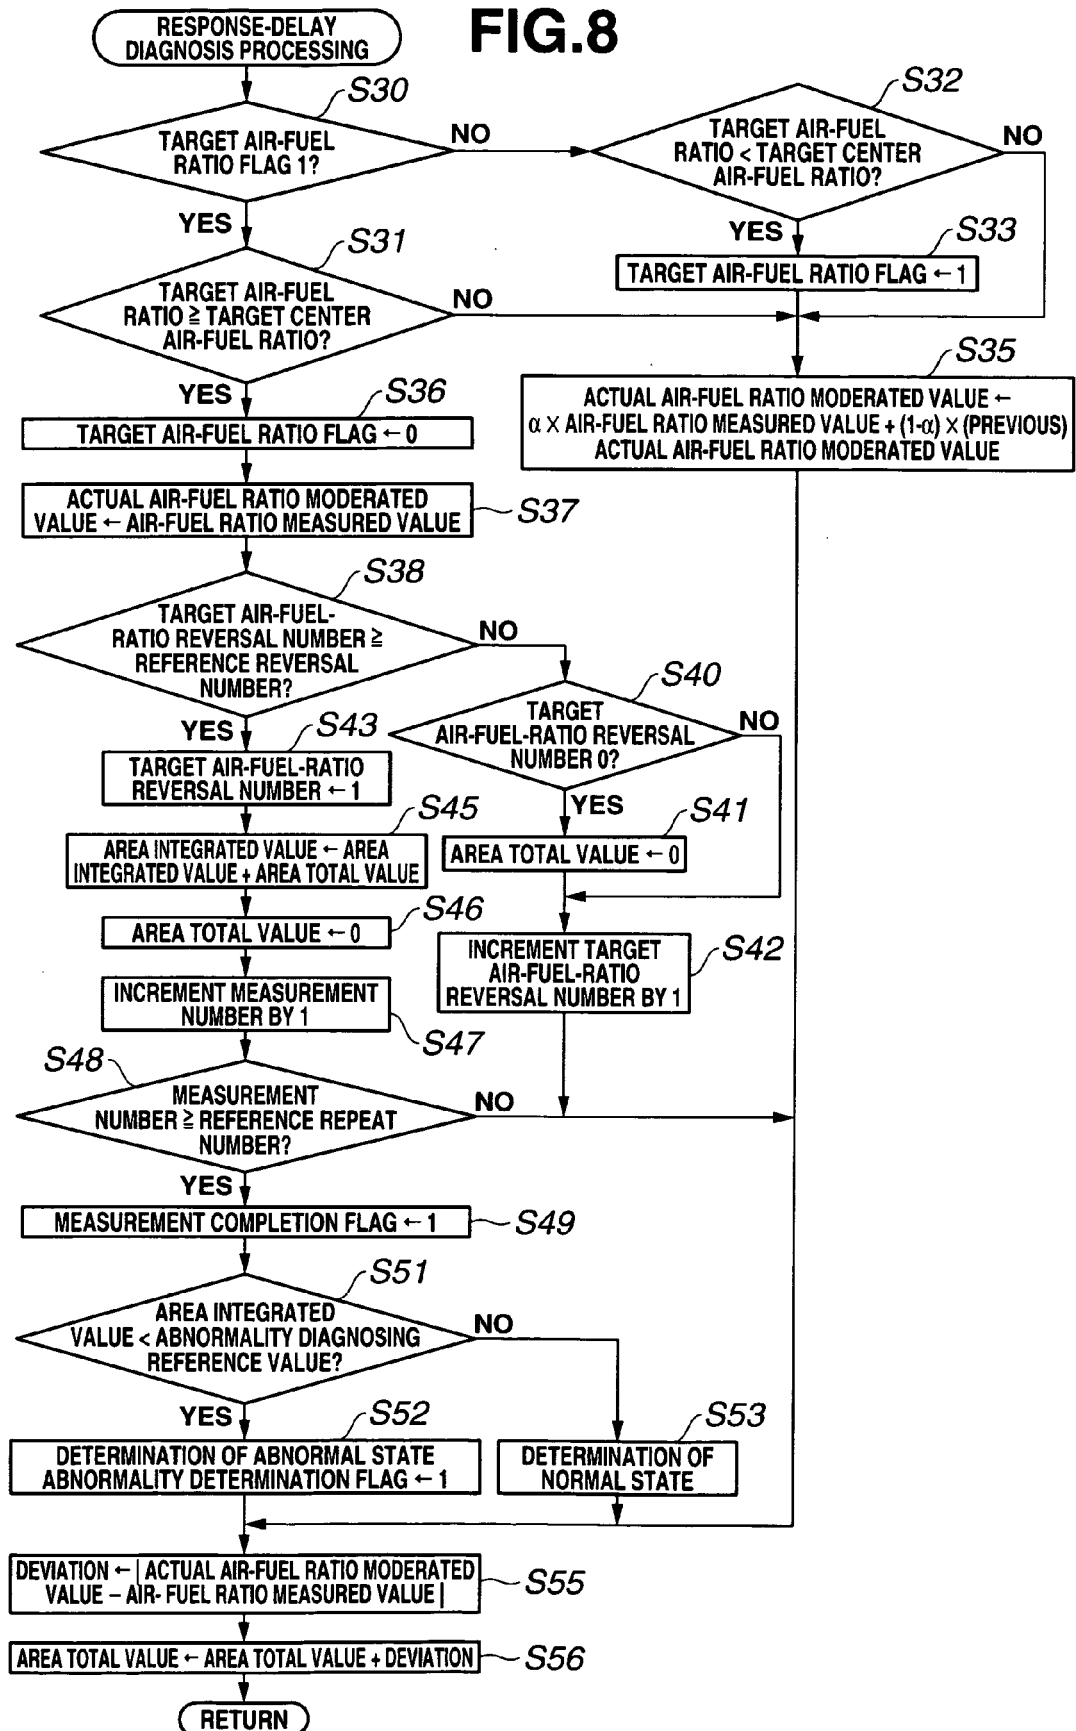 FIG.8
RESPONSE-DELAY
DIAGNOSIS PROCESSING
S30
TARGET AIR-FUEL
RATIO FLAG 1?
NO
YES
S32
TARGET AIR-FUEL
RATIO < TARGET CENTER
AIR-FUEL RATIO?
NO
YES
S33
TARGET AIR-FUEL RATIO FLAG ← 1
S31
TARGET AIR-FUEL
RATIO ≧ TARGET CENTER
AIR-FUEL RATIO?
NO
YES
S35
ACTUAL AIR-FUEL RATIO MODERATED VALUE ←
α × AIR-FUEL RATIO MEASURED VALUE + (1-α) × (PREVIOUS)
ACTUAL AIR-FUEL RATIO MODERATED VALUE
S36
TARGET AIR-FUEL RATIO FLAG ← 0
ACTUAL AIR-FUEL RATIO MODERATED
VALUE ← AIR-FUEL RATIO MEASURED VALUE
S37
S38
TARGET AIR-FUEL-
RATIO REVERSAL NUMBER ≧
REFERENCE REVERSAL
NUMBER?
NO
YES
S40
TARGET
AIR-FUEL-RATIO REVERSAL
NUMBER 0?
NO
YES
S43
TARGET AIR-FUEL-RATIO
REVERSAL NUMBER ← 1
S41
AREA TOTAL VALUE ← 0
S45
AREA INTEGRATED VALUE ← AREA
INTEGRATED VALUE + AREA TOTAL VALUE
S46
AREA TOTAL VALUE ← 0
S42
INCREMENT TARGET
AIR-FUEL-RATIO
REVERSAL NUMBER BY 1
INCREMENT MEASUREMENT
NUMBER BY 1
S47
S48
MEASUREMENT
NUMBER ≧ REFERENCE REPEAT
NUMBER?
NO
YES
MEASUREMENT COMPLETION FLAG ← 1
S49
S51
AREA INTEGRATED
VALUE < ABNORMALITY DIAGNOSING
REFERENCE VALUE?
NO
YES
S52
DETERMINATION OF ABNORMAL STATE
ABNORMALITY DETERMINATION FLAG ← 1
S53
DETERMINATION OF
NORMAL STATE
DEVIATION ← | ACTUAL AIR-FUEL RATIO MODERATED
VALUE – AIR- FUEL RATIO MEASURED VALUE |
S55
AREA TOTAL VALUE ← AREA TOTAL VALUE + DEVIATION
S56
RETURN